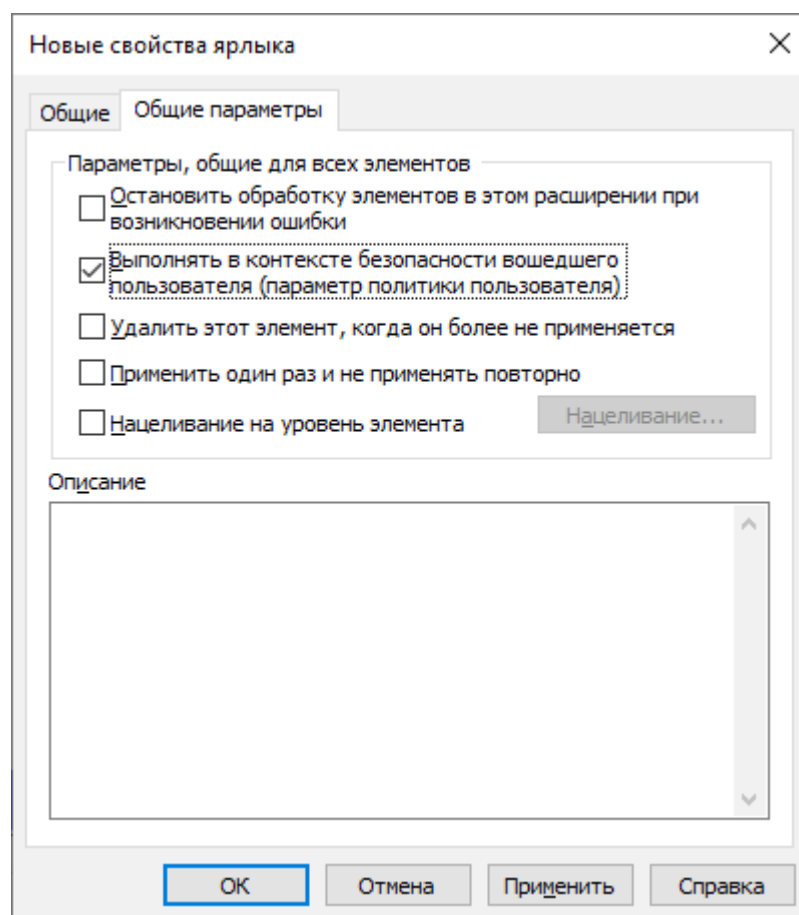 Новые свойства ярлыка
Общие
Общие параметры
Параметры, общие для всех элементов
Остановить обработку элементов в этом расширении при
возникновении ошибки
Выполнять в контексте безопасности вошедшего
пользователя (параметр политики пользователя)
Удалить этот элемент, когда он более не применяется
Применить один раз и не применять повторно
Нацеливание на уровень элемента
Нацеливание...
Описание
ОК
Отмена
Применить
Справка